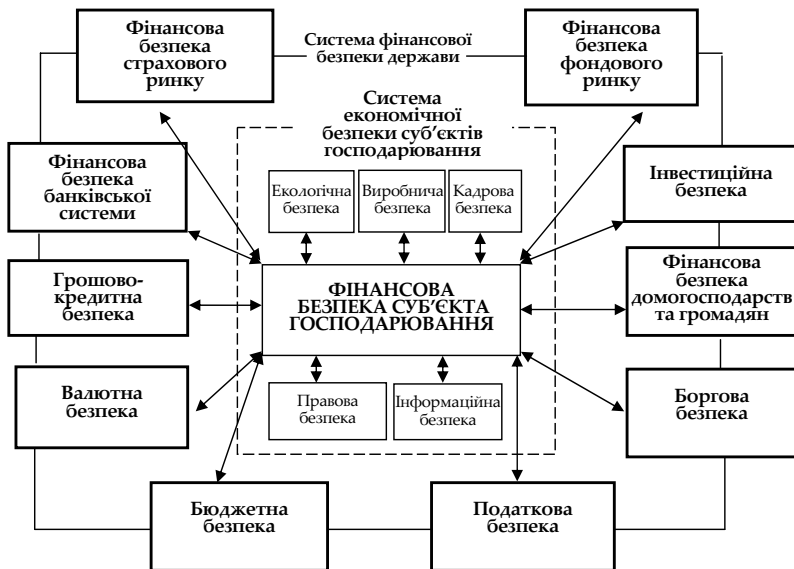 Фінансова
безпека
страхового
ринку
Система фінансової
безпеки держави
Фінансова
безпека
фондового
ринку
Система
економічної
безпеки суб’єктів
господарювання
Фінансова
безпека
банківської
системи
Екологічна
безпека
Виробнича
безпека
Кадрова
безпека
Інвестиційна
безпека
Грошово-
кредитна
безпека
ФІНАНСОВА
БЕЗПЕКА СУБ’ЄКТА
ГОСПОДАРЮВАННЯ
Фінансова
безпека
домогосподарств
та громадян
Валютна
безпека
Правова
безпека
Інформаційна
безпека
Боргова
безпека
Бюджетна
безпека
Податкова
безпека